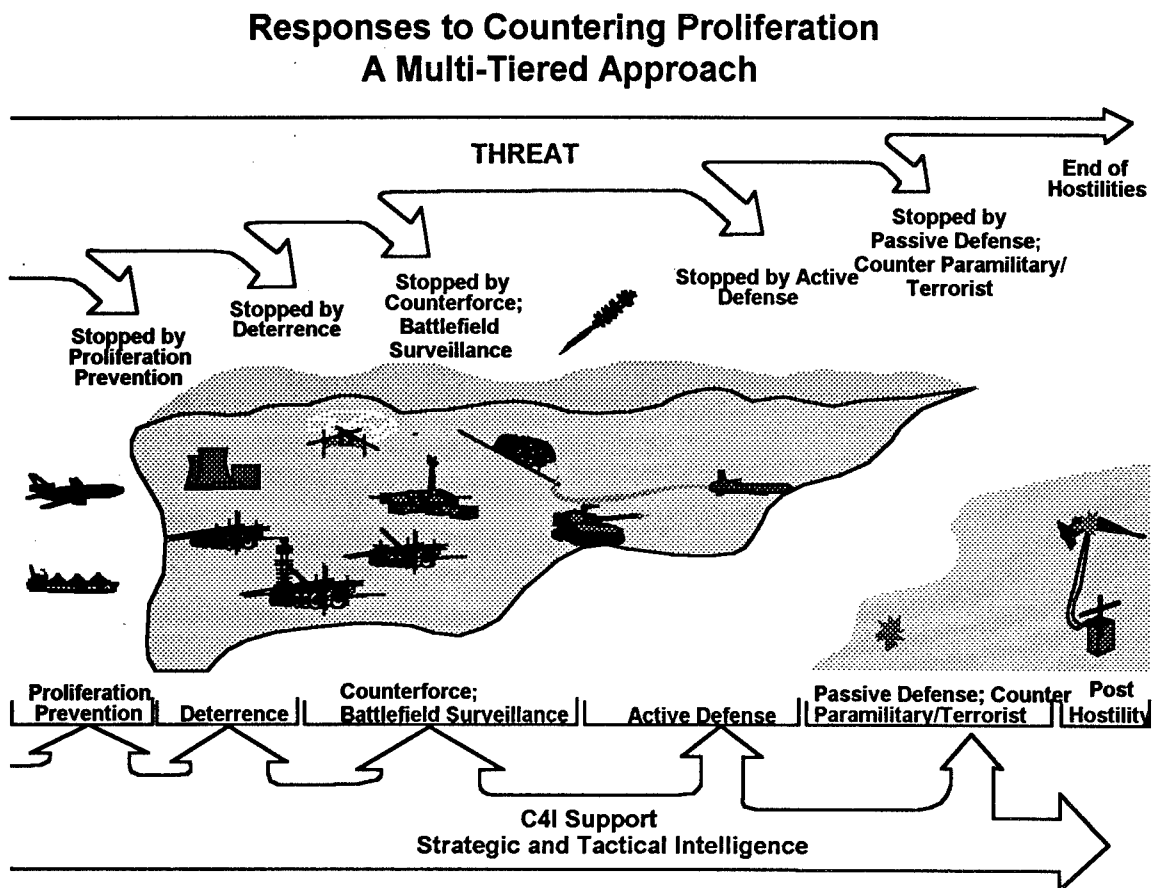 Responses to Countering Proliferation
A Multi-Tiered Approach
THREAT
End of
Hostilities
Stopped by
Passive Defense;
Counter Paramilitary/
Terrorist
Stopped by Active
Defense
Stopped by
Counterforce;
Battlefield
Surveillance
Stopped by
Deterrence
Stopped by
Proliferation
Prevention
Proliferation
Prevention
Deterrence
Counterforce;
Battlefield Surveillance
Active Defense
Passive Defense; Counter
Paramilitary/Terrorist
Post
Hostility
C4I Support
Strategic and Tactical Intelligence